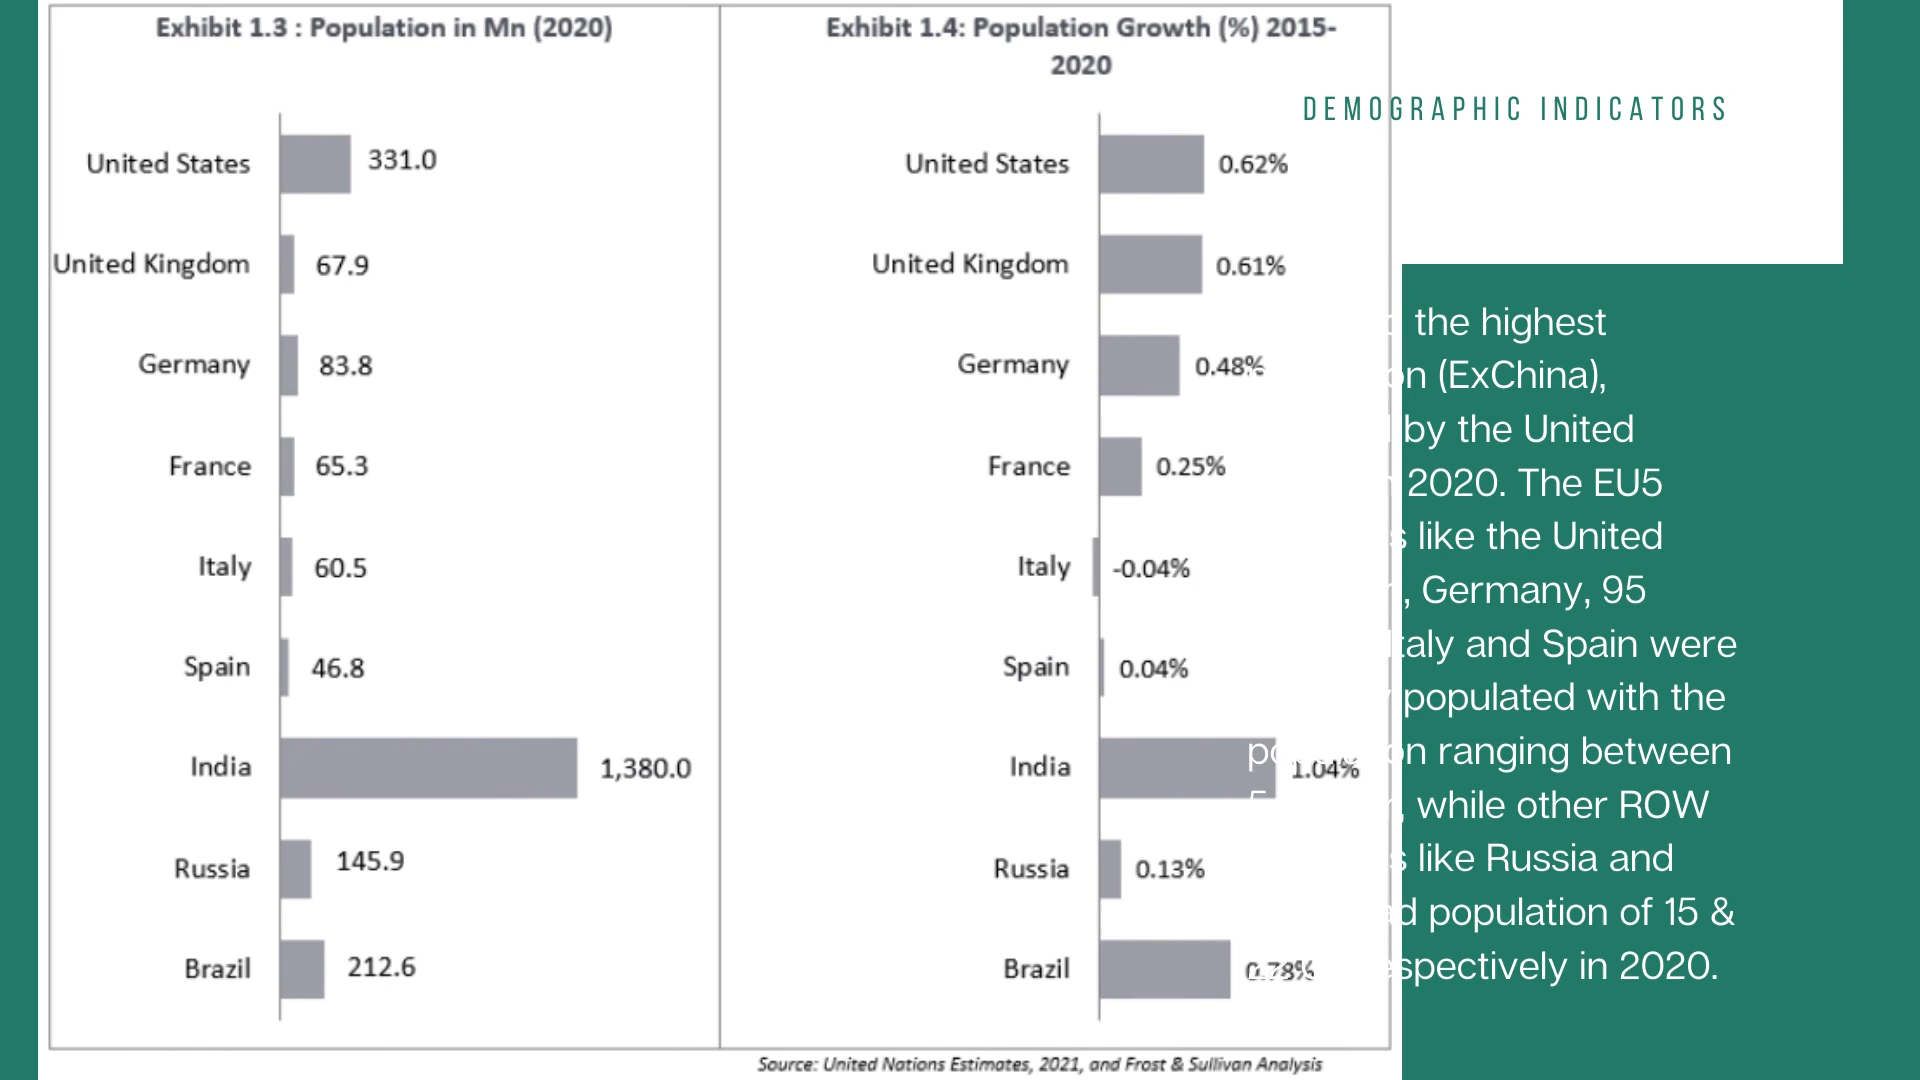 Exhibit 1.3 : Population in Mn (2020)
United States 331.0
United Kingdom 67.9
Germany 83.8
France 65.3
Italy 60.5
Spain 46.8
India 1,380.0
Russia 145.9
Brazil 212.6
Exhibit 1.4: Population Growth (%) 2015-
2020
United States 0.62%
United Kingdom 0.61%
Germany 0.48%
France 0.25%
Italy -0.04%
Spain 0.04%
India 1.04%
Russia 0.13%
Brazil 0.78%
Source: United Nations Estimates, 2021, and Frost & Sullivan Analysis
DEMOGRAPHIC INDICATORS
the highest
(ExChina),
by the United
2020. The EU5
like the United
, Germany, 95
Italy and Spain were
populated with the
ranging between
, while other ROW
like Russia and
population of 15 &
in 2020.